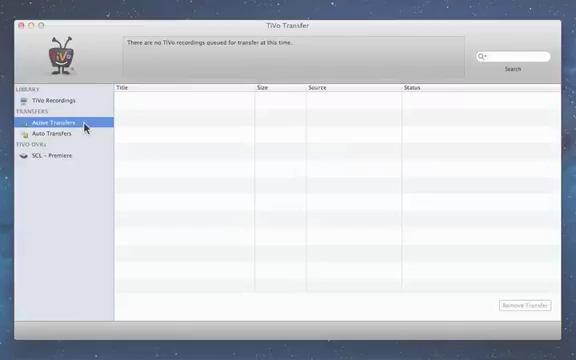 TiVo Transfer
There are no TiVo recordings queued for transfer at this time.
TiVo
Search
LIBRARY
TiVo Recordings
TRANSFERS
Active Transfers
Auto Transfers
TIVO DVRS
SCL - Premiere
Title Size Source Status
Remove Transfer